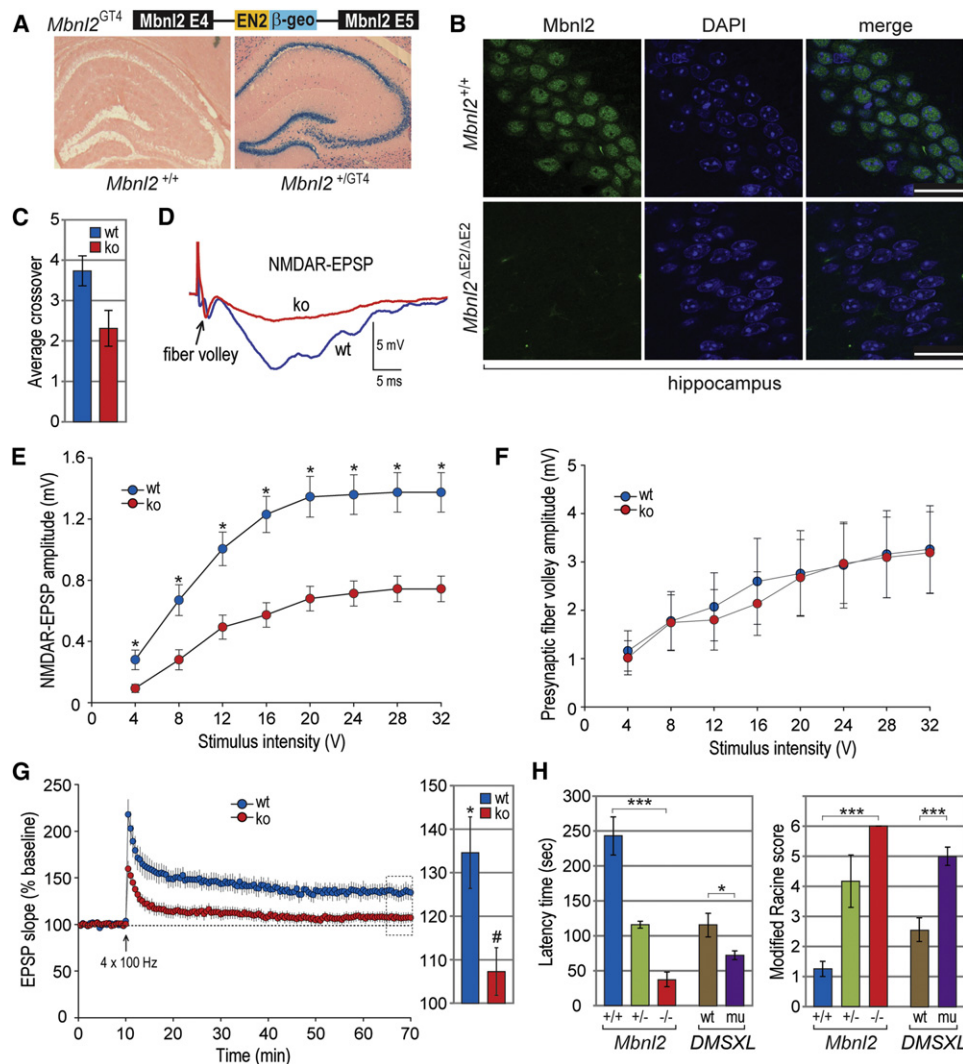 A
Mbnl2 GT4 Mbnl2 E4 EN2 β-geo Mbnl2 E5
Mbnl2 +/+ Mbnl2 +/GT4
B
Mbnl2 DAPI merge
Mbnl2 +/+
Mbnl2 ΔE2/ΔE2
hippocampus
C
Average crossover
5
4
3
2
1
0
wt
ko
D
NMDAR-EPSP
ko
wt
fiber volley
5 mV
5 ms
E
NMDAR-EPSP amplitude (mV)
1.6
1.2
0.8
0.4
0
wt
ko
* * * * * * * *
0 4 8 12 16 20 24 28 32
Stimulus intensity (V)
F
Presynaptic fiber volley amplitude (mV)
5
4
3
2
1
0
wt
ko
0 4 8 12 16 20 24 28 32
Stimulus intensity (V)
G
EPSP slope (% baseline)
250
200
150
100
50
0
wt
ko
4 x 100 Hz
0 10 20 30 40 50 60 70
Time (min)
150
140
130
120
110
100
wt
ko
*
#
H
Latency time (sec)
300
250
200
150
100
50
0
***
*
+/+ +/- -/- wt mu
Mbnl2 DMSXL
Modified Racine score
6
5
4
3
2
1
0
*** ***
+/+ +/- -/- wt mu
Mbnl2 DMSXL